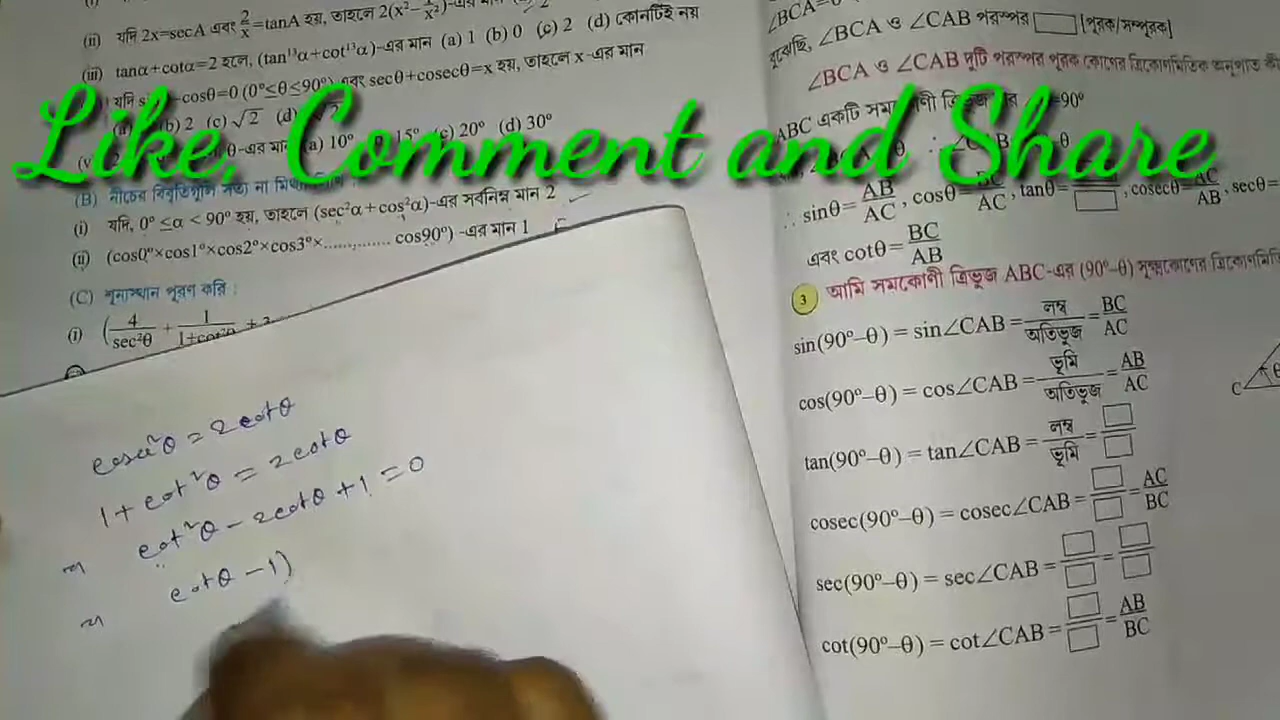 (ii) যদি 2x=secA এবং 2/x=tanA হয়, তাহলে 2(x²−1/x²)-এর মান
(iii) tanα+cotα=2 হলে, (tan¹³α+cot¹³α)-এর মান (a) 1 (b) 0 (c) 2 (d) কোনটিই নয়
যদি −cosθ=0 (0°≤θ≤90°) এবং secθ+cosecθ=x হয়, তাহলে x-এর মান
(b) 2 (c) √2 (d)
Like, Comment and Share
θ-এর মান (a) 10° 15° (c) 20° (d) 30°
(B) নীচের বিবৃতিগুলি সত্য না মিথ্যা
(i) যদি, 0° ≤α < 90° হয়, তাহলে (sec²α+cos²α)-এর সর্বনিম্ন মান 2
(ii) (cos0°×cos1°×cos2°×cos3°×......,....... cos90°) -এর মান 1
(C) শূন্যস্থান পূরণ করি :
(i) (4/sec²θ + 1/1+cot²θ +
cosec²θ = 2cotθ
1 + cot²θ = 2cotθ
cot²θ − 2cotθ + 1 = 0
cotθ − 1)
∠BCA=
বুঝেছি, ∠BCA ও ∠CAB পরস্পর □ [পূরক/সম্পূরক]
∠BCA ও ∠CAB দুটি পরস্পর পূরক কোণের ত্রিকোণমিতিক অনুপাত কী
ABC একটি সমকোণী ত্রিভুজ =90°
∴ sinθ=AB/AC, cosθ=BC/AC, tanθ=□, cosecθ=AC/AB, secθ=
এবং cotθ=BC/AB
3 আমি সমকোণী ত্রিভুজ ABC-এর (90°−θ) সূক্ষ্মকোণের
sin(90°−θ) = sin∠CAB=লম্ব/অতিভুজ=BC/AC
cos(90°−θ) = cos∠CAB=ভূমি/অতিভুজ=AB/AC
C θ
tan(90°−θ) = tan∠CAB=লম্ব/ভূমি=□/□
cosec(90°−θ) = cosec∠CAB=□/□=AC/BC
sec(90°−θ) = sec∠CAB=□/□=□/□
cot(90°−θ) = cot∠CAB=□/□=AB/BC